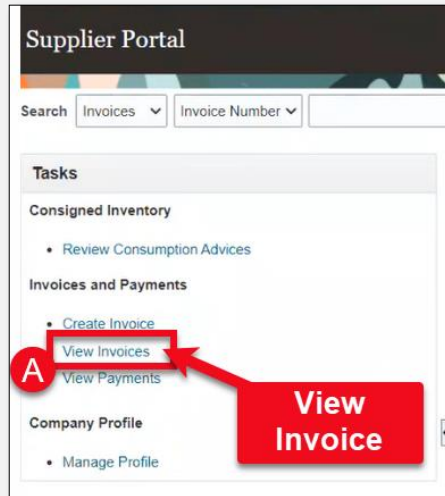 Supplier Portal
Search Invoices Invoice Number
Tasks
Consigned Inventory
Review Consumption Advices
Invoices and Payments
Create Invoice
View Invoices
A
View Payments
View
Invoice
Company Profile
Manage Profile